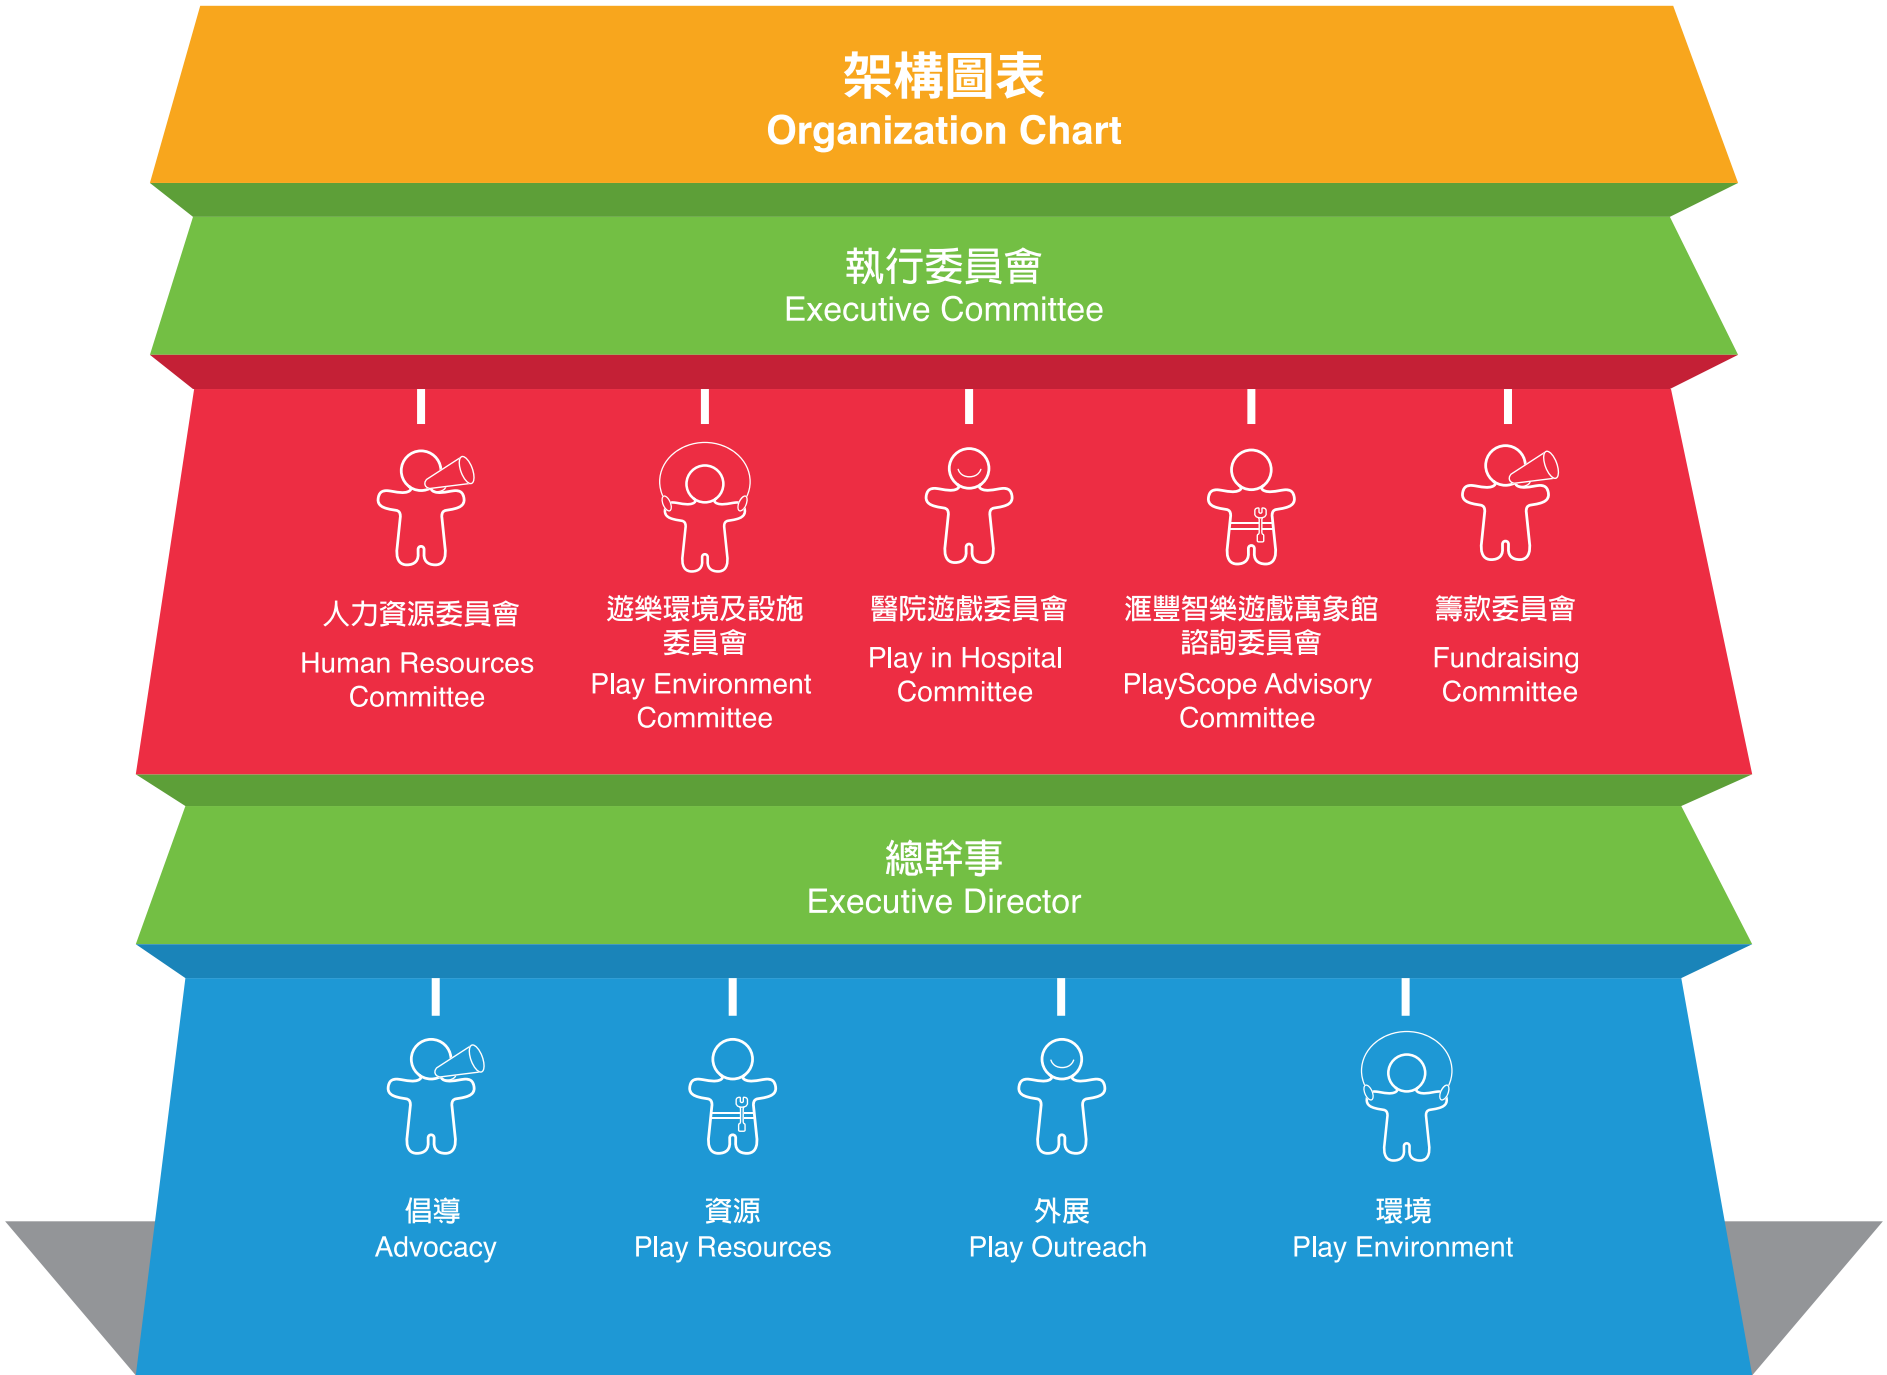 架構圖表
Organization Chart
執行委員會
Executive Committee
人力資源委員會
Human Resources
Committee
遊樂環境及設施
委員會
Play Environment
Committee
醫院遊戲委員會
Play in Hospital
Committee
滙豐智樂遊戲萬象館
諮詢委員會
PlayScope Advisory
Committee
籌款委員會
Fundraising
Committee
總幹事
Executive Director
倡導
Advocacy
資源
Play Resources
外展
Play Outreach
環境
Play Environment